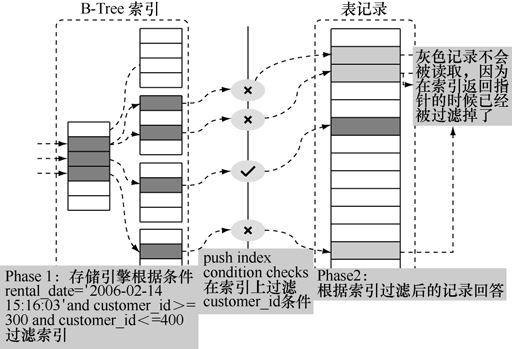 B-Tree 索引
表记录
灰色记录不会
被读取，因为
在索引返回指
针的时候已经
被过滤掉了
Phase 1：存储引擎根据条件
rental_date='2006-02-14
15:16:03'and customer_id>=
300 and customer_id<=400
过滤索引
push index
condition checks
在索引上过滤
customer_id条件
Phase2：
根据索引过滤后的记录回答